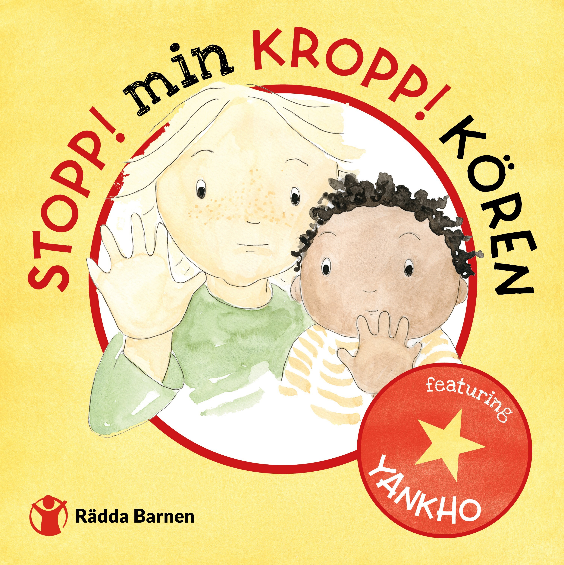 STOPP! min KROPP! KÖREN
featuring
YANKHO
Rädda Barnen